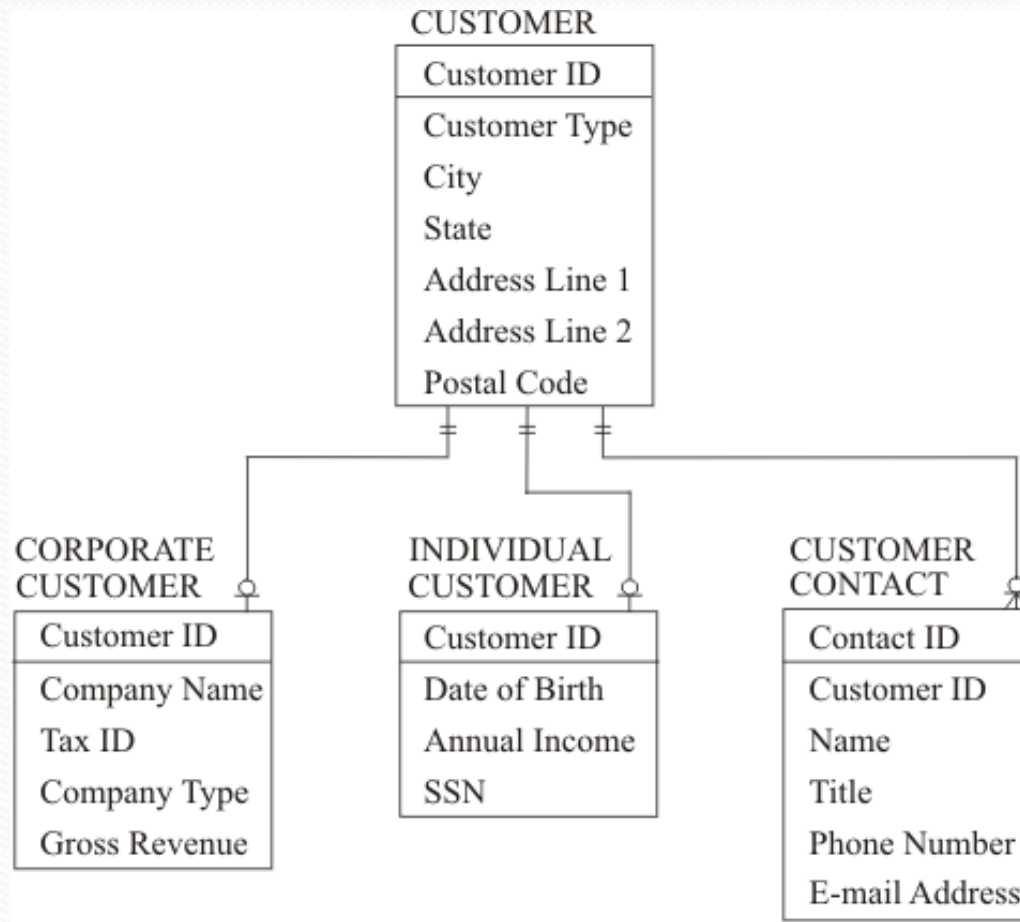 CUSTOMER
Customer ID
Customer Type
City
State
Address Line 1
Address Line 2
Postal Code
CORPORATE
CUSTOMER
Customer ID
Company Name
Tax ID
Company Type
Gross Revenue
INDIVIDUAL
CUSTOMER
Customer ID
Date of Birth
Annual Income
SSN
CUSTOMER
CONTACT
Contact ID
Customer ID
Name
Title
Phone Number
E-mail Address